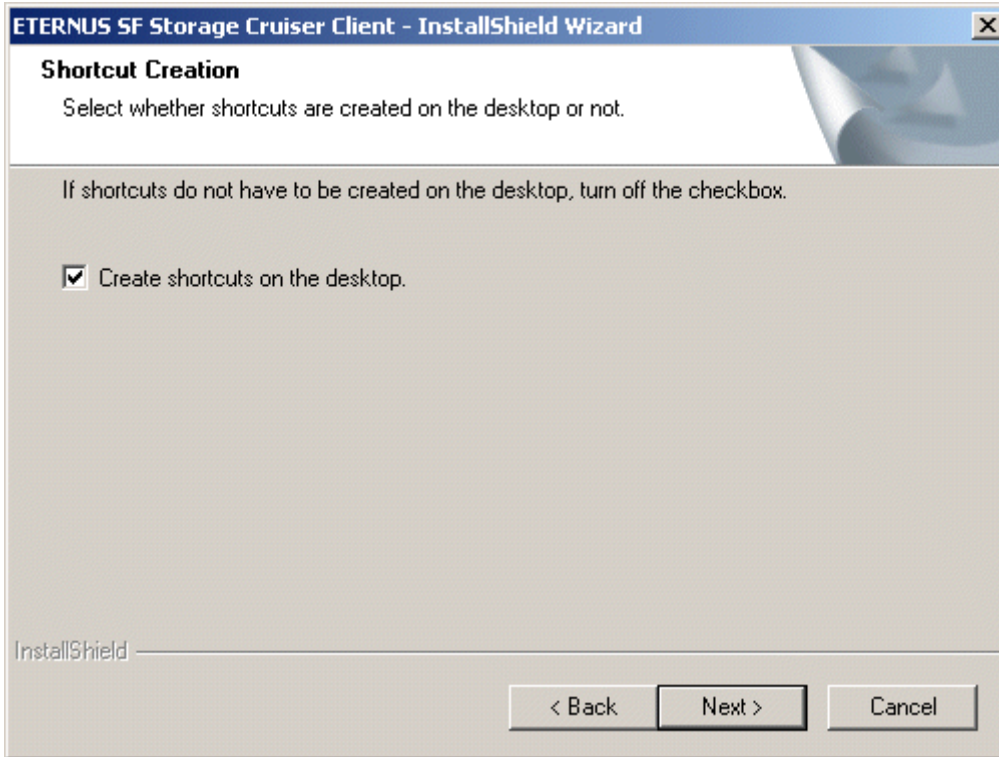 ETERNUS SF Storage Cruiser Client - InstallShield Wizard
Shortcut Creation
Select whether shortcuts are created on the desktop or not.
If shortcuts do not have to be created on the desktop, turn off the checkbox.
Create shortcuts on the desktop.
InstallShield
< Back
Next >
Cancel